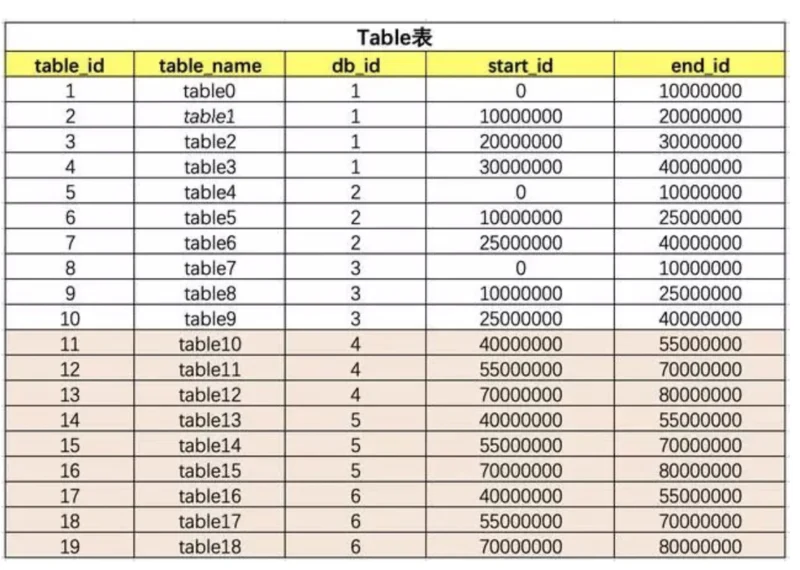 Table表
table_id table_name db_id start_id end_id
1 table0 1 0 10000000
2 table1 1 10000000 20000000
3 table2 1 20000000 30000000
4 table3 1 30000000 40000000
5 table4 2 0 10000000
6 table5 2 10000000 25000000
7 table6 2 25000000 40000000
8 table7 3 0 10000000
9 table8 3 10000000 25000000
10 table9 3 25000000 40000000
11 table10 4 40000000 55000000
12 table11 4 55000000 70000000
13 table12 4 70000000 80000000
14 table13 5 40000000 55000000
15 table14 5 55000000 70000000
16 table15 5 70000000 80000000
17 table16 6 40000000 55000000
18 table17 6 55000000 70000000
19 table18 6 70000000 80000000